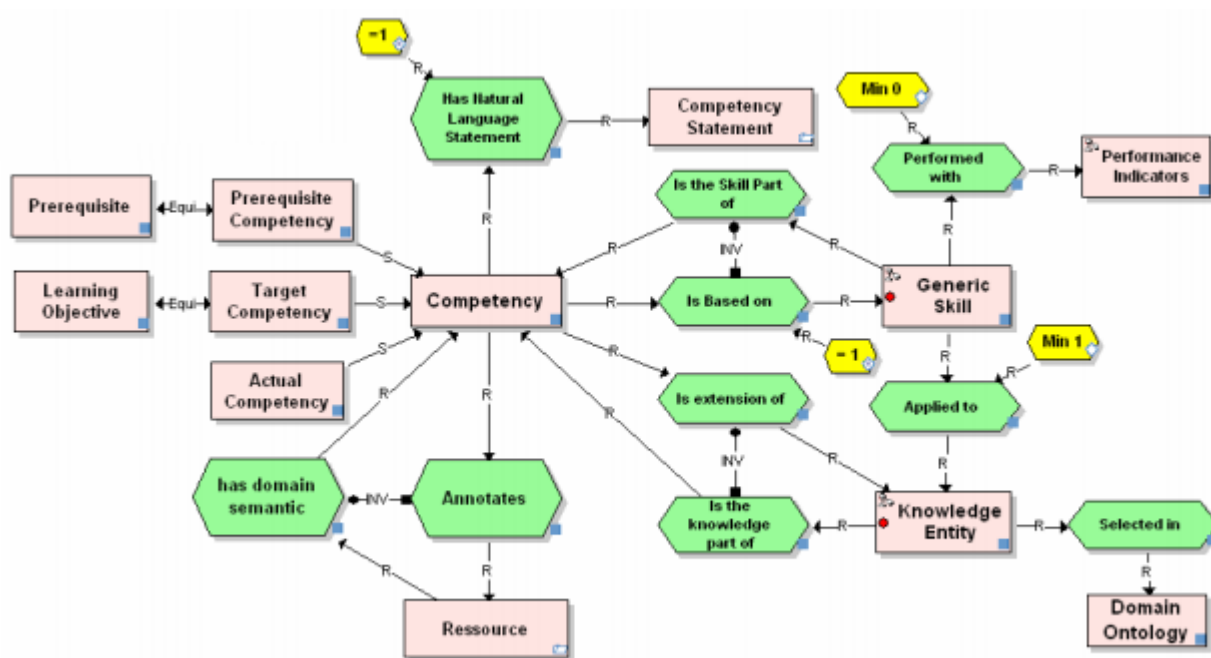 =1
R
Has Natural
Language
Statement
R
Competency
Statement
Min 0
R
Performed
with
R
Performance
Indicators
Is the Skill Part
of
Prerequisite
Equi
Prerequisite
Competency
R
R
INV
R
R
S
Learning
Objective
Equi
Target
Competency
S
Competency
R
Is Based on
R
Generic
Skill
R
= 1
Min 1
S
Actual
Competency
R
R
R
R
Is extension of
R
R
Applied to
R
INV
R
R
has domain
semantic
INV
Annotates
Is the
knowledge
part of
R
Knowledge
Entity
R
Selected in
R
R
R
Ressource
Domain
Ontology